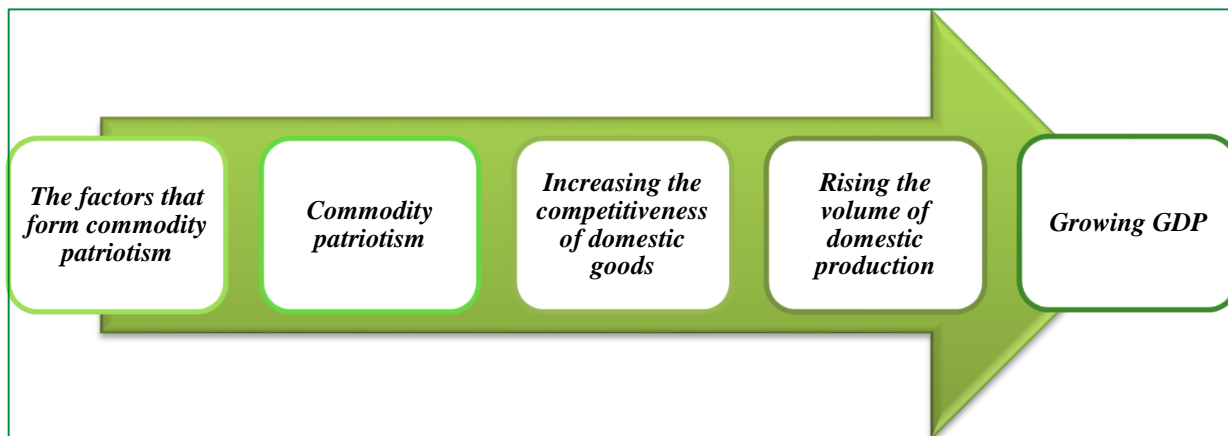 The factors that
form commodity
patriotism
Commodity
patriotism
Increasing the
competitiveness
of domestic
goods
Rising the
volume of
domestic
production
Growing GDP